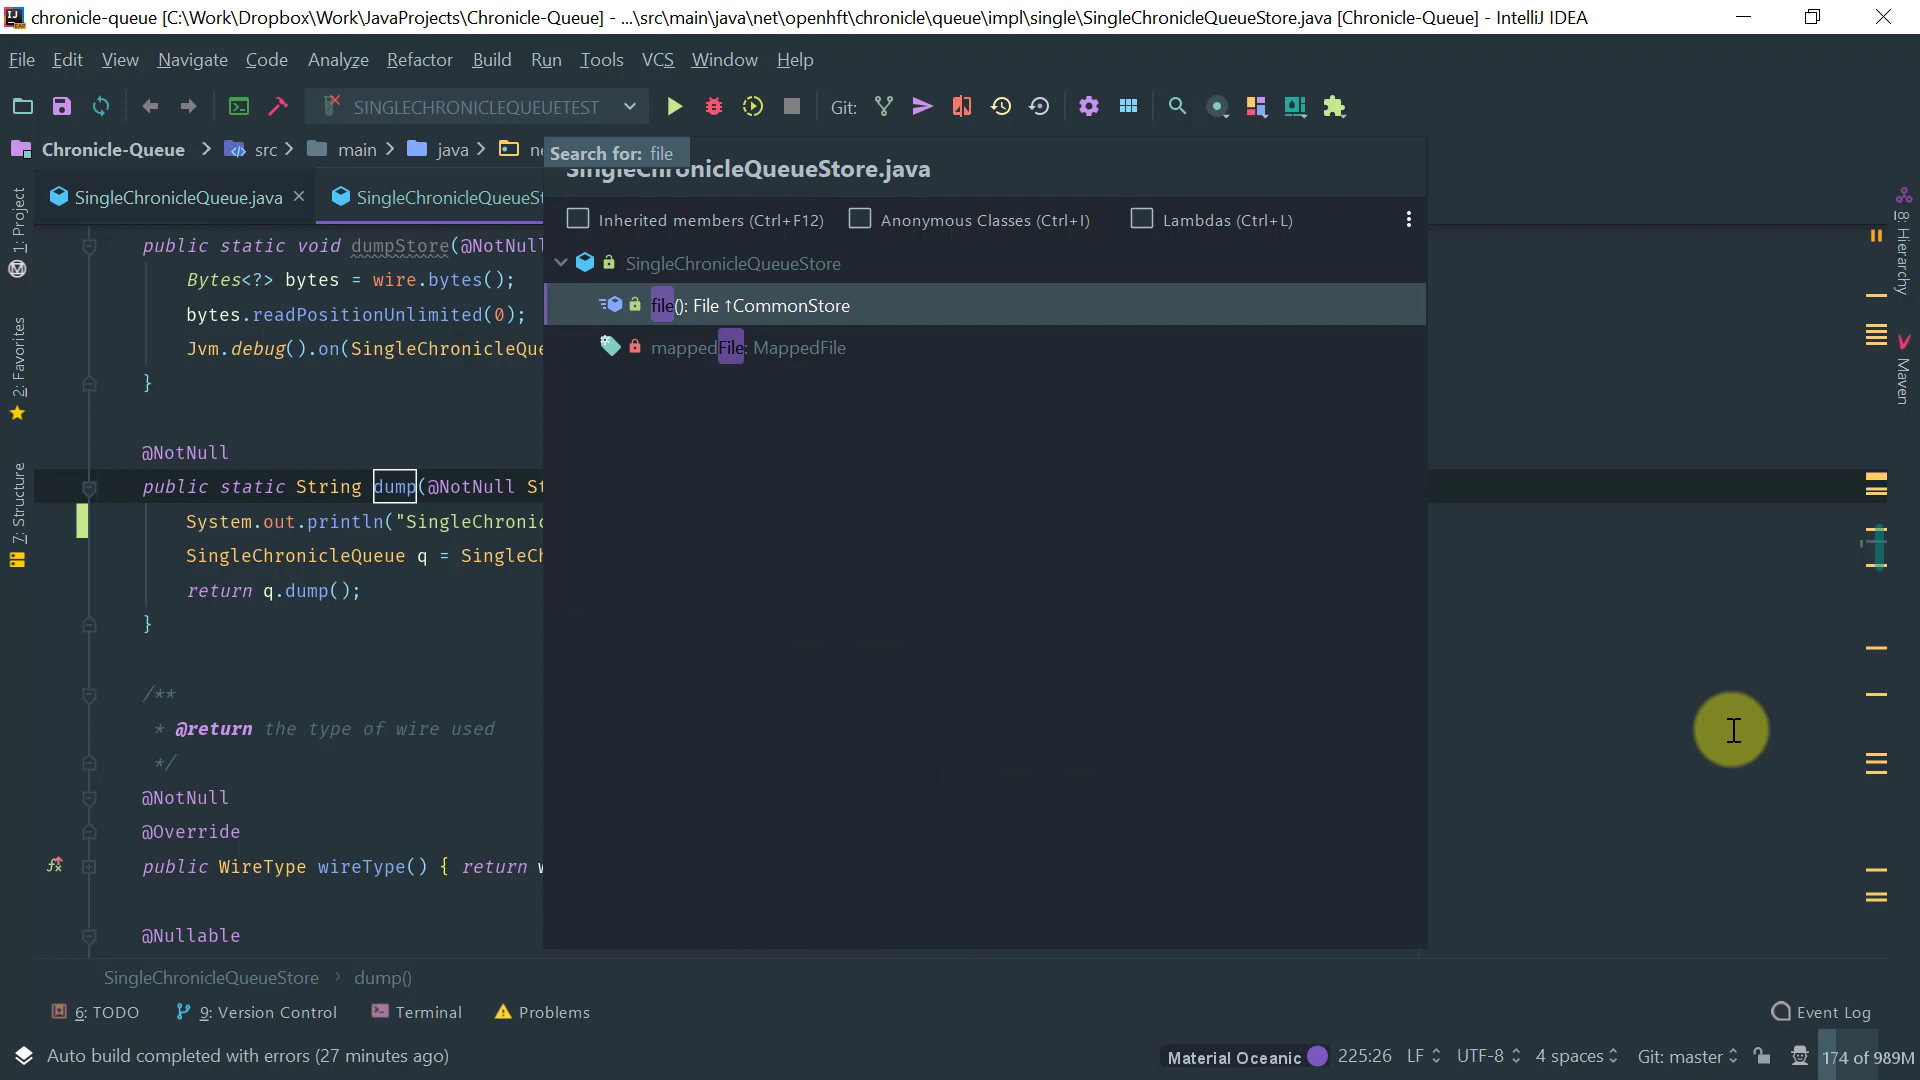 chronicle-queue [C:\Work\Dropbox\Work\JavaProjects\Chronicle-Queue] - ...\src\main\java\net\openhft\chronicle\queue\impl\single\SingleChronicleQueueStore.java [Chronicle-Queue] - IntelliJ IDEA
File Edit View Navigate Code Analyze Refactor Build Run Tools VCS Window Help
SINGLECHRONICLEQUEUETEST Git:
Chronicle-Queue src main java
Search for: file
SingleChronicleQueueStore.java
SingleChronicleQueue.java SingleChronicleQueueSt
Inherited members (Ctrl+F12) Anonymous Classes (Ctrl+I) Lambdas (Ctrl+L)
SingleChronicleQueueStore
file(): File ↑CommonStore
mappedFile: MappedFile
public static void dumpStore(@NotNull
Bytes<?> bytes = wire.bytes();
bytes.readPositionUnlimited(0);
Jvm.debug().on(SingleChronicleQue
}
@NotNull
public static String dump(@NotNull St
System.out.println("SingleChronic
SingleChronicleQueue q = SingleCh
return q.dump();
}
/**
* @return the type of wire used
*/
@NotNull
@Override
public WireType wireType() { return w
@Nullable
1: Project
2: Favorites
7: Structure
8: Hierarchy
Maven
SingleChronicleQueueStore > dump()
6: TODO 9: Version Control Terminal Problems Event Log
Auto build completed with errors (27 minutes ago) Material Oceanic 225:26 LF UTF-8 4 spaces Git: master 174 of 989M